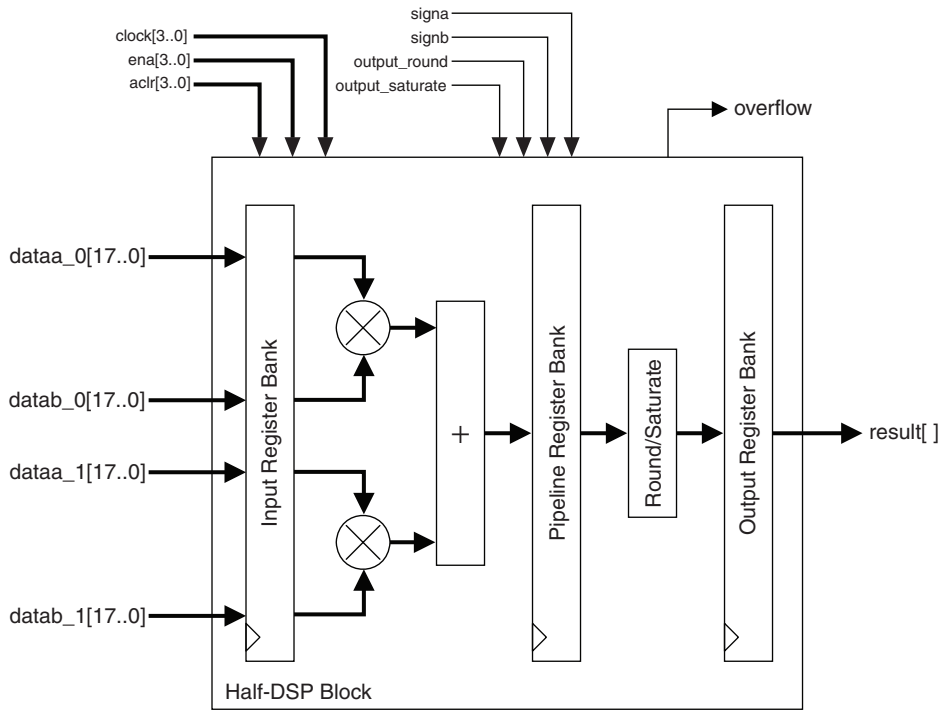 signa
clock[3..0]
signb
ena[3..0]
output_round
aclr[3..0]
output_saturate
overflow
dataa_0[17..0]
datab_0[17..0]
dataa_1[17..0]
datab_1[17..0]
Input Register Bank
+
Pipeline Register Bank
Round/Saturate
Output Register Bank
result[ ]
Half-DSP Block